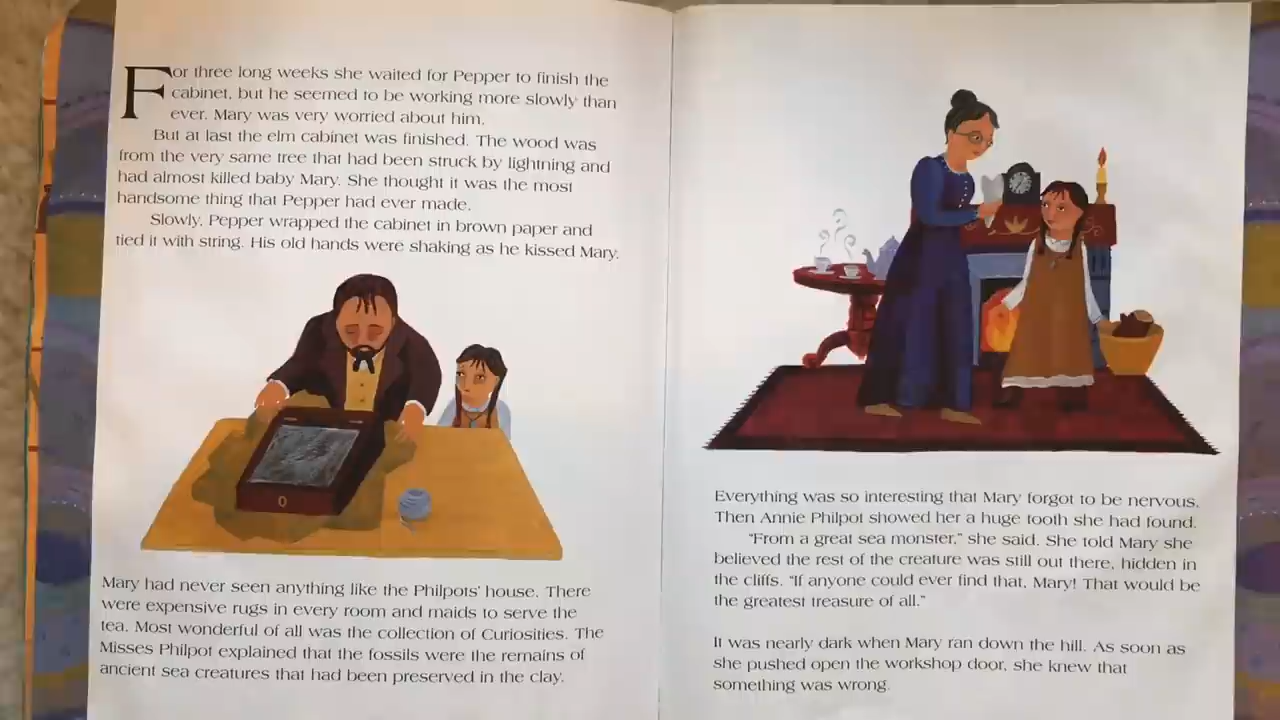 For three long weeks she waited for Pepper to finish the
cabinet, but he seemed to be working more slowly than
ever. Mary was very worried about him.
But at last the elm cabinet was finished. The wood was
from the very same tree that had been struck by lightning and
had almost killed baby Mary. She thought it was the most
handsome thing that Pepper had ever made.
Slowly, Pepper wrapped the cabinet in brown paper and
tied it with string. His old hands were shaking as he kissed Mary.
Mary had never seen anything like the Philpots' house. There
were expensive rugs in every room and maids to serve the
tea. Most wonderful of all was the collection of Curiosities. The
Misses Philpot explained that the fossils were the remains of
ancient sea creatures that had been preserved in the clay.
Everything was so interesting that Mary forgot to be nervous.
Then Annie Philpot showed her a huge tooth she had found.
"From a great sea monster," she said. She told Mary she
believed the rest of the creature was still out there, hidden in
the cliffs. "If anyone could ever find that, Mary! That would be
the greatest treasure of all."
It was nearly dark when Mary ran down the hill. As soon as
she pushed open the workshop door, she knew that
something was wrong.